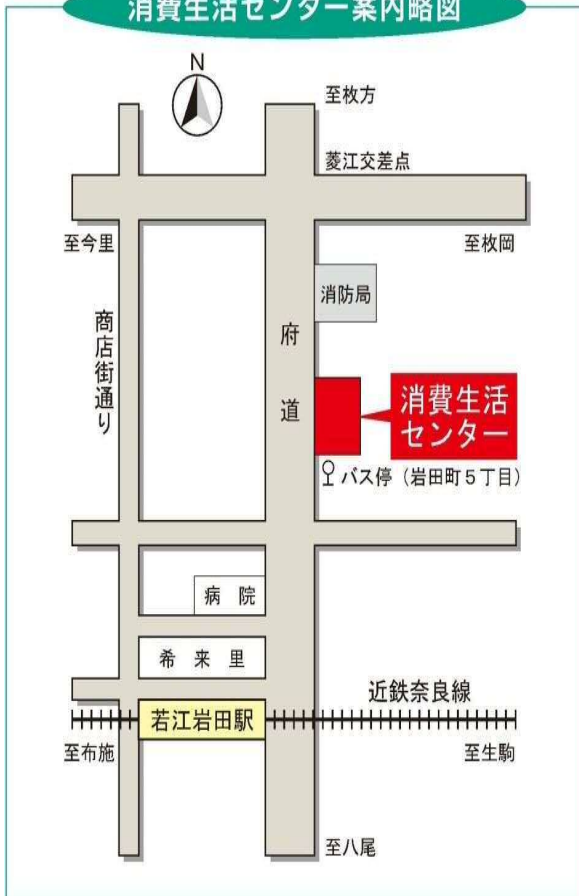 消費生活センター案内略図
N
至枚方
菱江交差点
至今里
至枚岡
消防局
商店街通り
府道
消費生活
センター
バス停（岩田町5丁目）
病院
希来里
近鉄奈良線
若江岩田駅
至布施
至生駒
至八尾